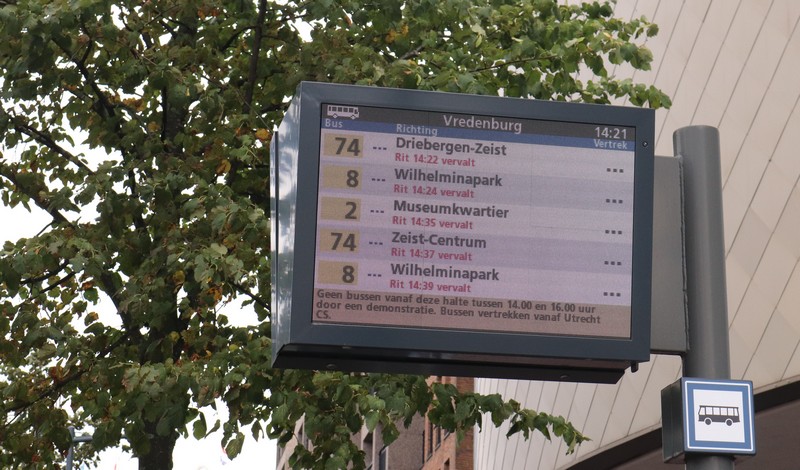 Vredenburg 14:21
Bus Richting Vertrek
74 --- Driebergen-Zeist ---
Rit 14:22 vervalt
8 --- Wilhelminapark ---
Rit 14:24 vervalt
2 --- Museumkwartier ---
Rit 14:35 vervalt
74 --- Zeist-Centrum ---
Rit 14:37 vervalt
8 --- Wilhelminapark ---
Rit 14:39 vervalt
Geen bussen vanaf deze halte tussen 14.00 en 16.00 uur
door een demonstratie. Bussen vertrekken vanaf Utrecht
CS.